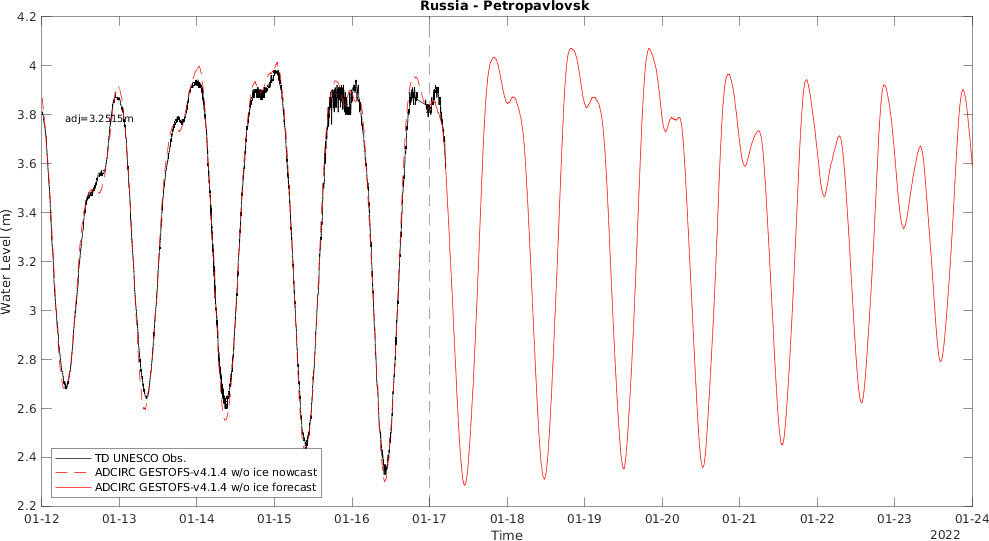 Russia - Petropavlovsk
4.2
4
3.8
3.6
3.4
3.2
3
2.8
2.6
2.4
2.2
Water Level (m)
adj=3.2515m
TD UNESCO Obs.
ADCIRC GESTOFS-v4.1.4 w/o ice nowcast
ADCIRC GESTOFS-v4.1.4 w/o ice forecast
01-12 01-13 01-14 01-15 01-16 01-17 01-18 01-19 01-20 01-21 01-22 01-23 01-24
Time
2022